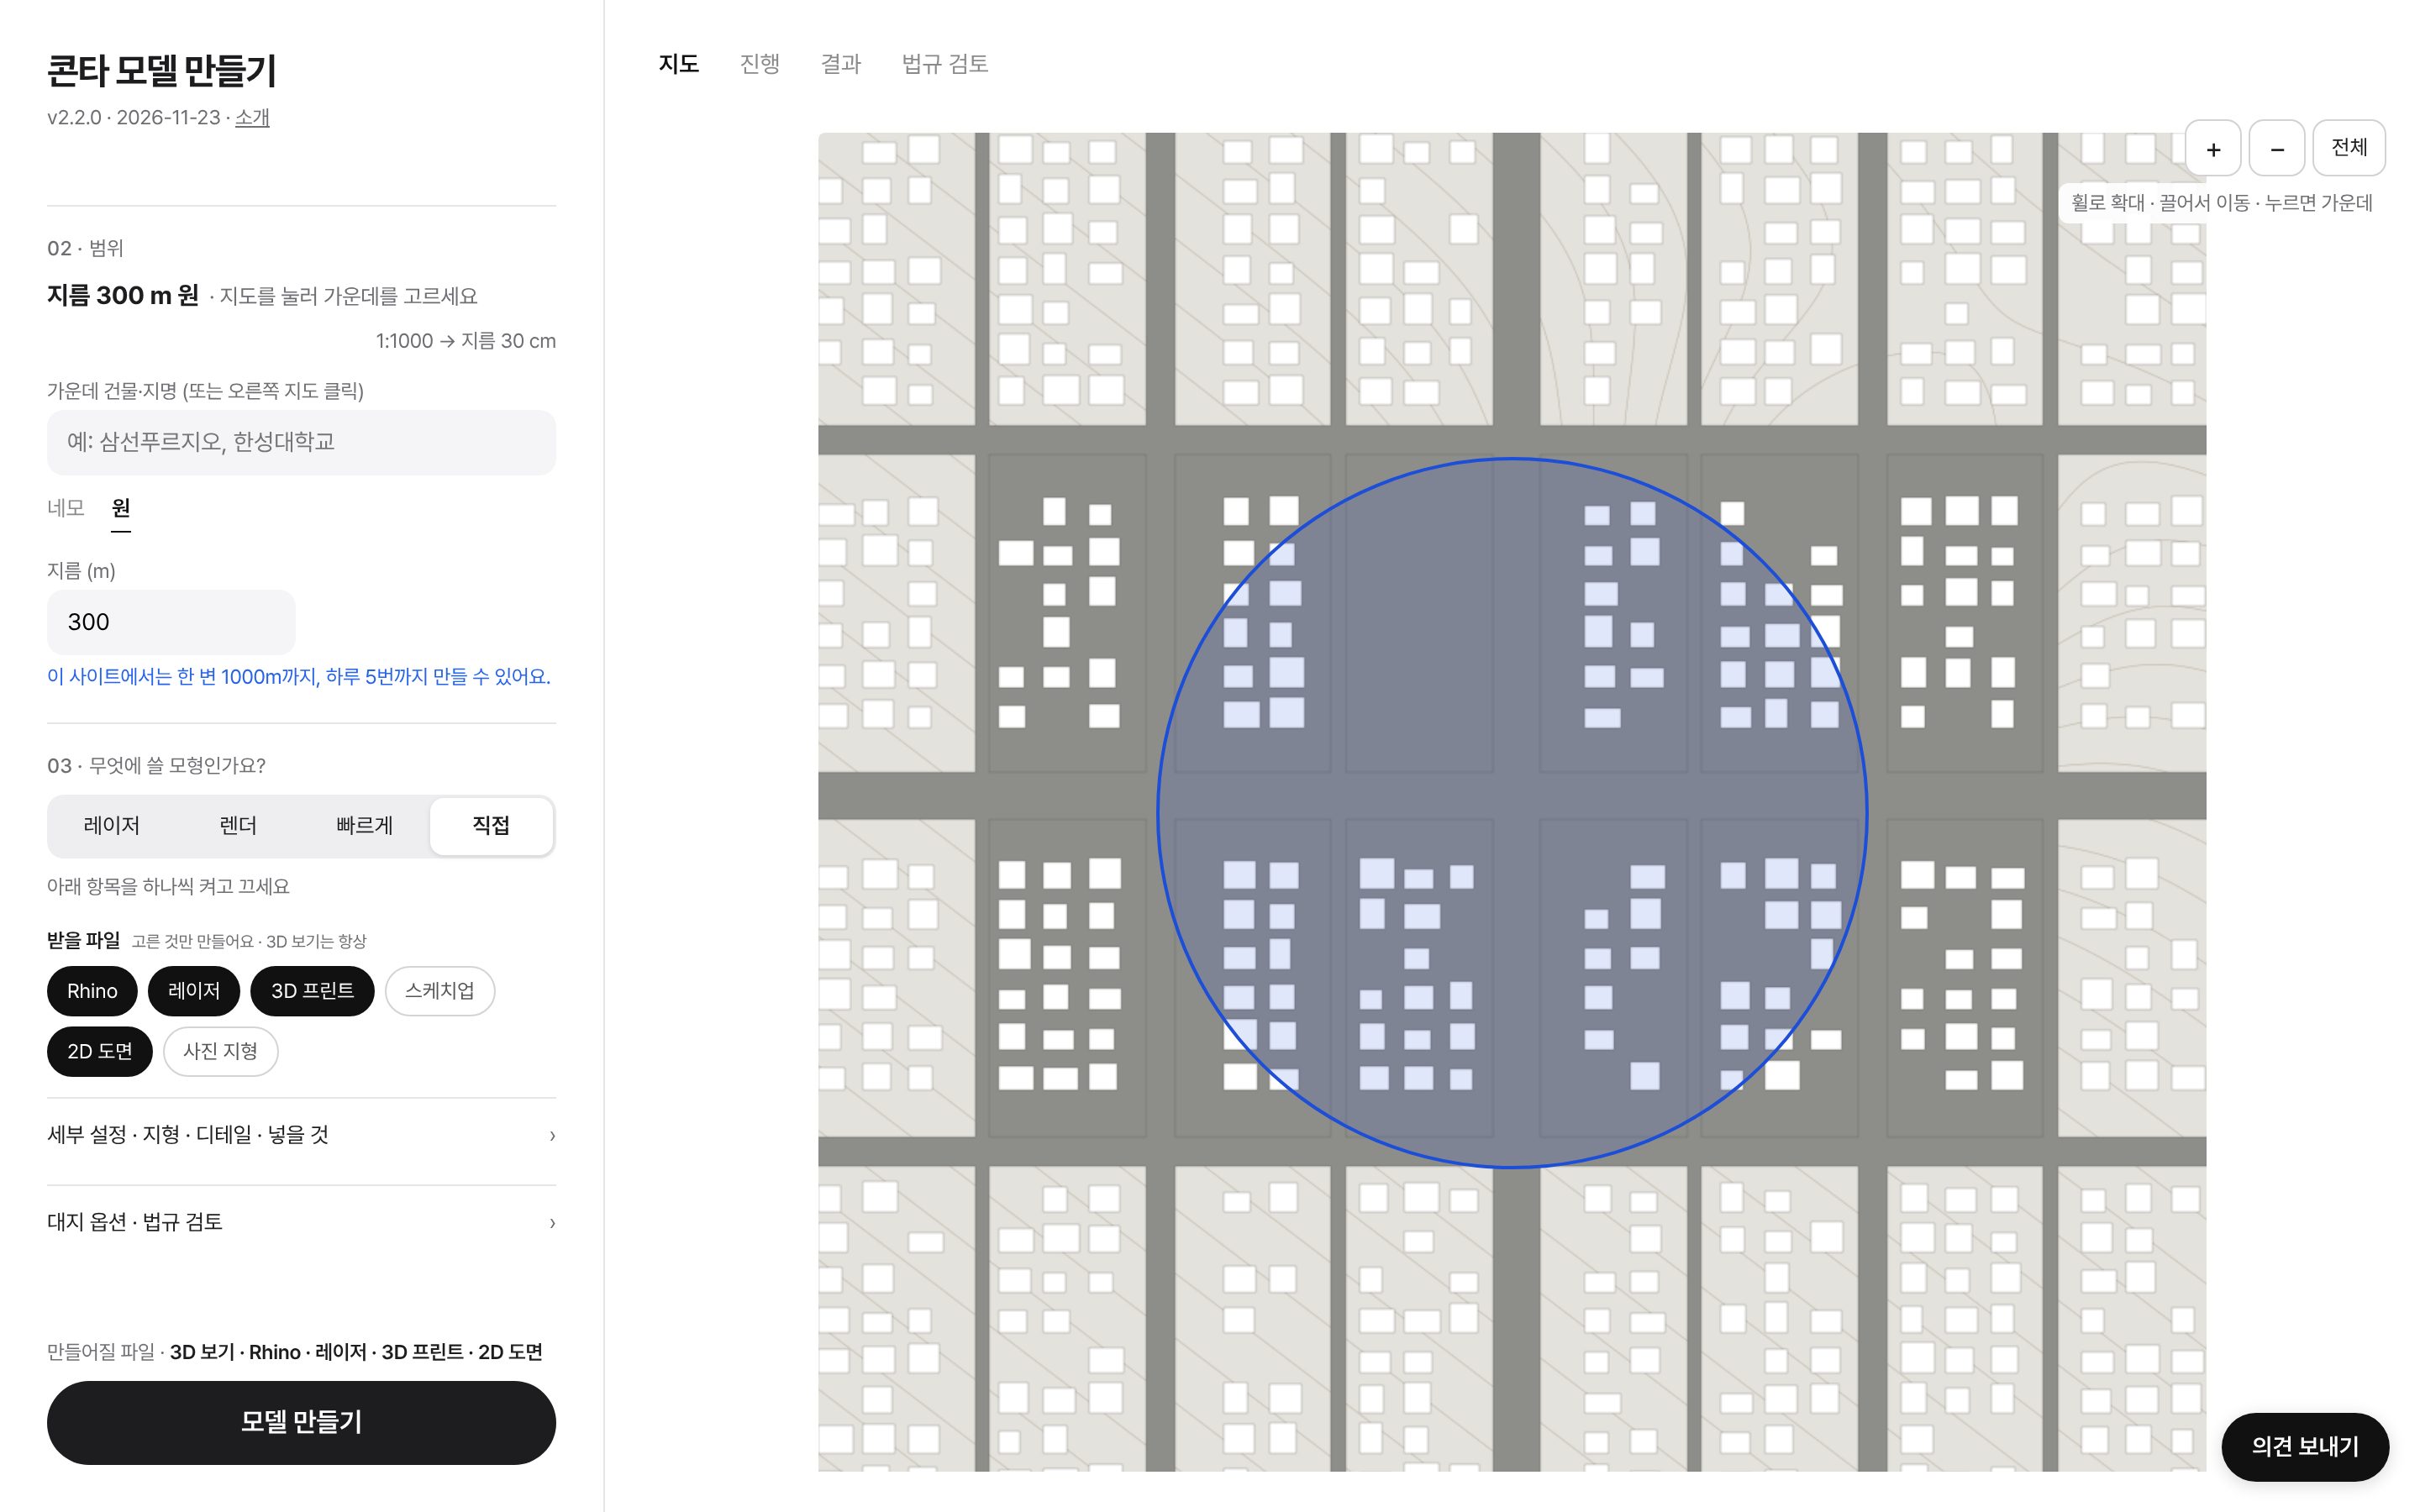 콘타 모델 만들기
v2.2.0 · 2026-11-23 · 소개
02 · 범위
지름 300 m 원 · 지도를 눌러 가운데를 고르세요
1:1000 → 지름 30 cm
가운데 건물·지명 (또는 오른쪽 지도 클릭)
예: 삼선푸르지오, 한성대학교
네모 원
지름 (m)
300
이 사이트에서는 한 변 1000m까지, 하루 5번까지 만들 수 있어요.
03 · 무엇에 쓸 모형인가요?
레이저 렌더 빠르게 직접
아래 항목을 하나씩 켜고 끄세요
받을 파일 고른 것만 만들어요 · 3D 보기는 항상
Rhino 레이저 3D 프린트 스케치업
2D 도면 사진 지형
세부 설정 · 지형 · 디테일 · 넣을 것 ›
대지 옵션 · 법규 검토 ›
만들어질 파일 · 3D 보기 · Rhino · 레이저 · 3D 프린트 · 2D 도면
모델 만들기
지도 진행 결과 법규 검토
+ − 전체
휠로 확대 · 끌어서 이동 · 누르면 가운데
의견 보내기